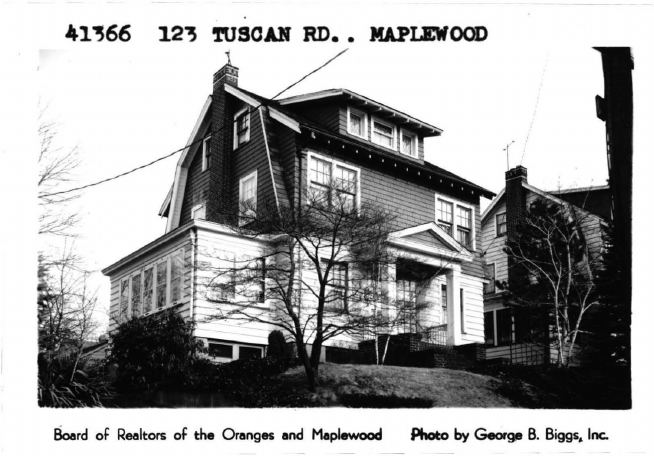 41366 123 TUSCAN RD.. MAPLEWOOD
Board of Realtors of the Oranges and Maplewood Photo by George B. Biggs, Inc.